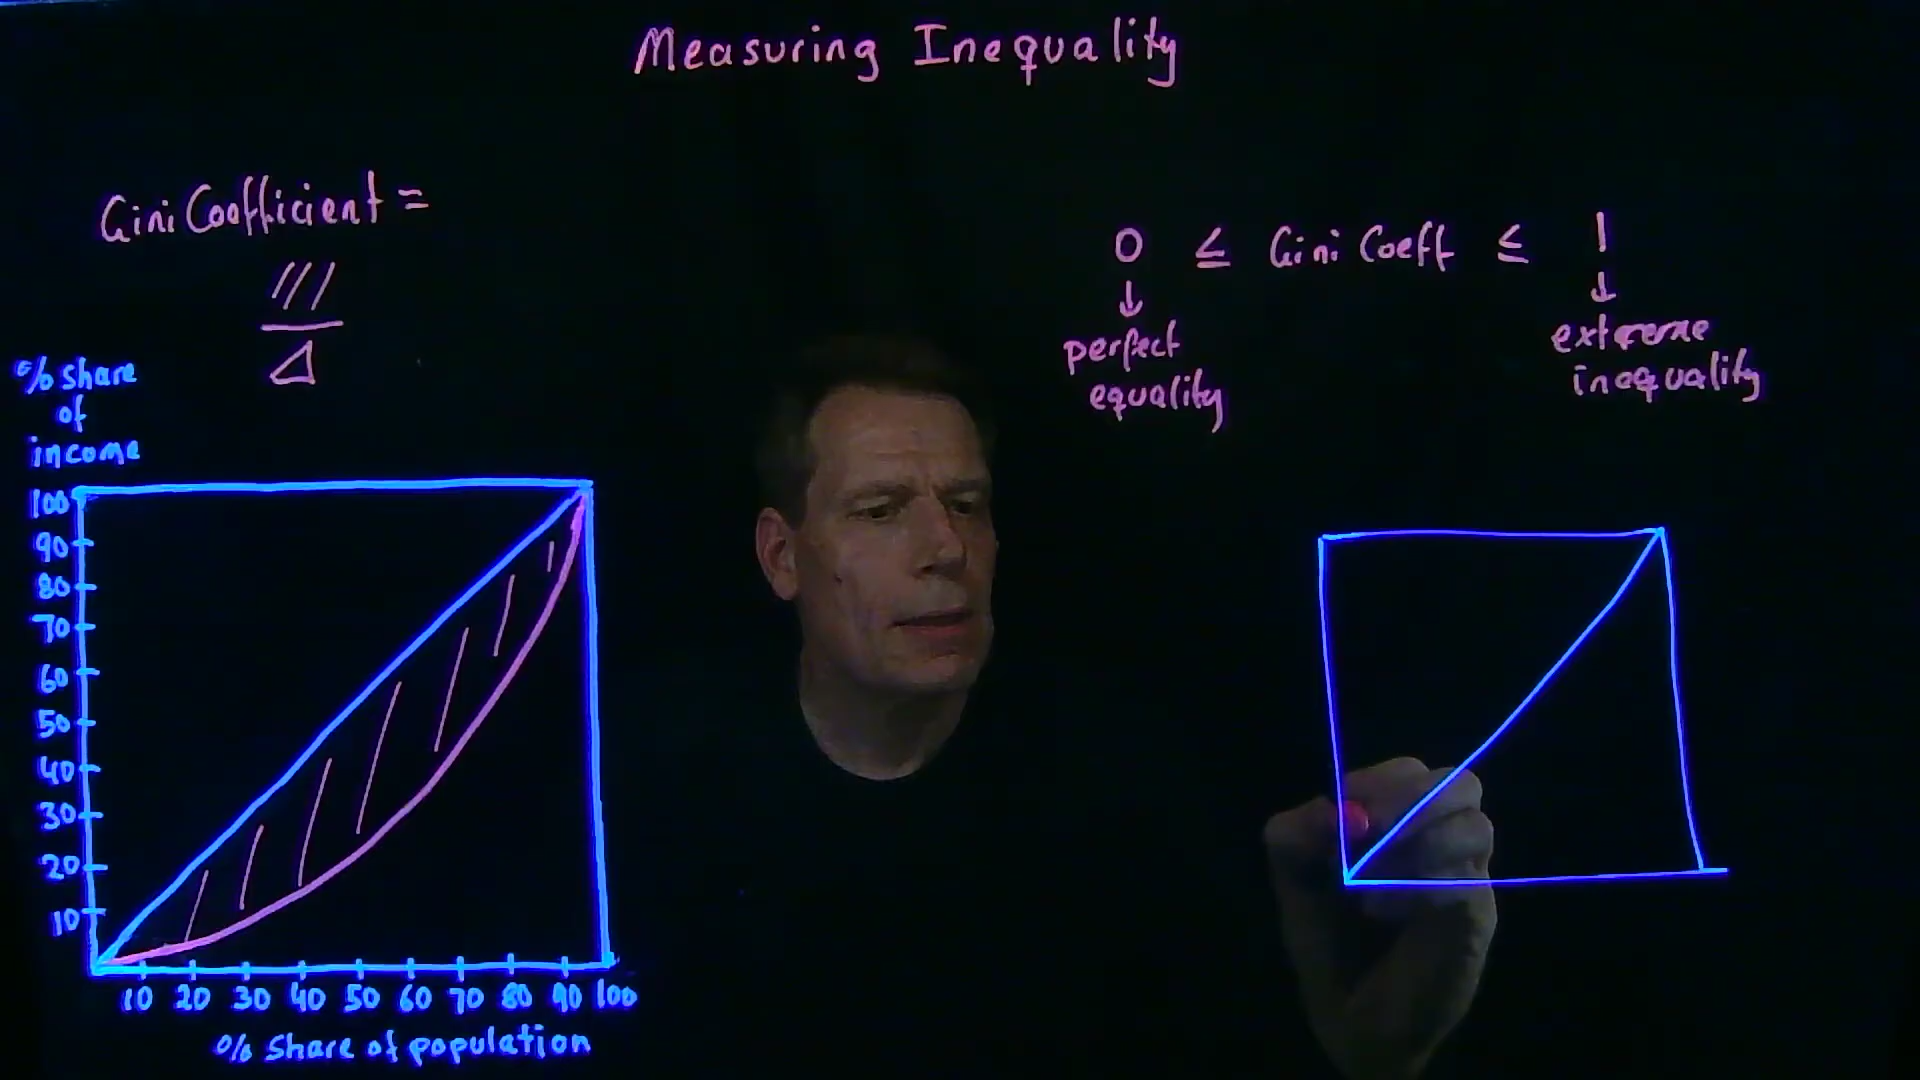 Measuring Inequality
Gini Coefficient =
0 ≤ Gini Coeff ≤ 1
perfect
equality
extreme
inequality
% share
of
income
100
90
80
70
60
50
40
30
20
10
10 20 30 40 50 60 70 80 90 100
% share of population